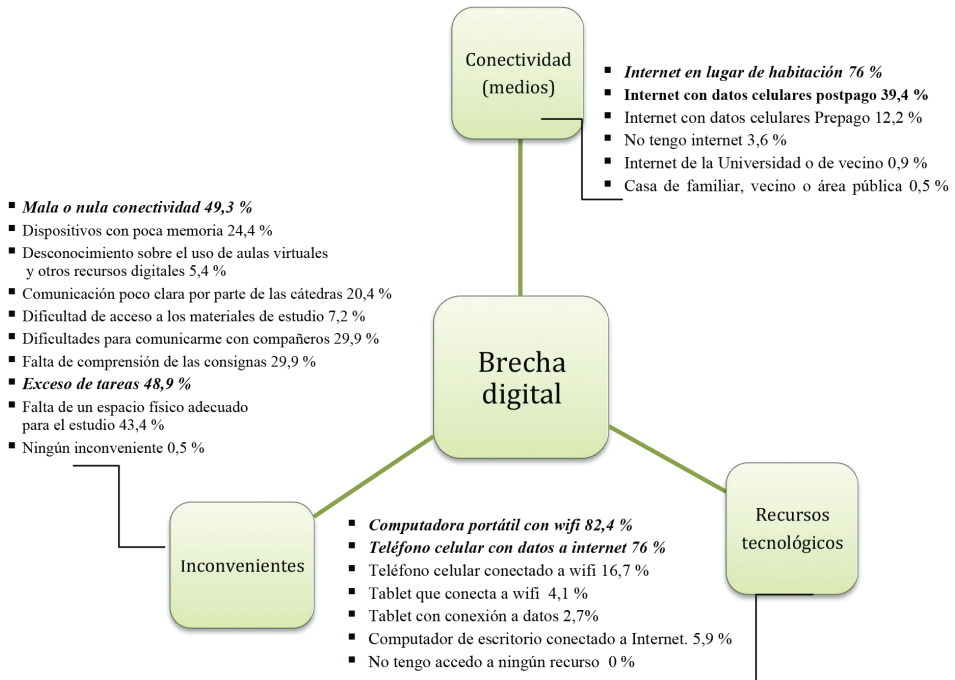 Conectividad
(medios)
▪ Internet en lugar de habitación 76 %
▪ Internet con datos celulares postpago 39,4 %
▪ Internet con datos celulares Prepago 12,2 %
▪ No tengo internet 3,6 %
▪ Internet de la Universidad o de vecino 0,9 %
▪ Casa de familiar, vecino o área pública 0,5 %
▪ Mala o nula conectividad 49,3 %
▪ Dispositivos con poca memoria 24,4 %
▪ Desconocimiento sobre el uso de aulas virtuales
y otros recursos digitales 5,4 %
▪ Comunicación poco clara por parte de las cátedras 20,4 %
▪ Dificultad de acceso a los materiales de estudio 7,2 %
▪ Dificultades para comunicarme con compañeros 29,9 %
▪ Falta de comprensión de las consignas 29,9 %
▪ Exceso de tareas 48,9 %
▪ Falta de un espacio físico adecuado
para el estudio 43,4 %
▪ Ningún inconveniente 0,5 %
Brecha
digital
Inconvenientes
▪ Computadora portátil con wifi 82,4 %
▪ Teléfono celular con datos a internet 76 %
▪ Teléfono celular conectado a wifi 16,7 %
▪ Tablet que conecta a wifi 4,1 %
▪ Tablet con conexión a datos 2,7%
▪ Computador de escritorio conectado a Internet. 5,9 %
▪ No tengo accedo a ningún recurso 0 %
Recursos
tecnológicos